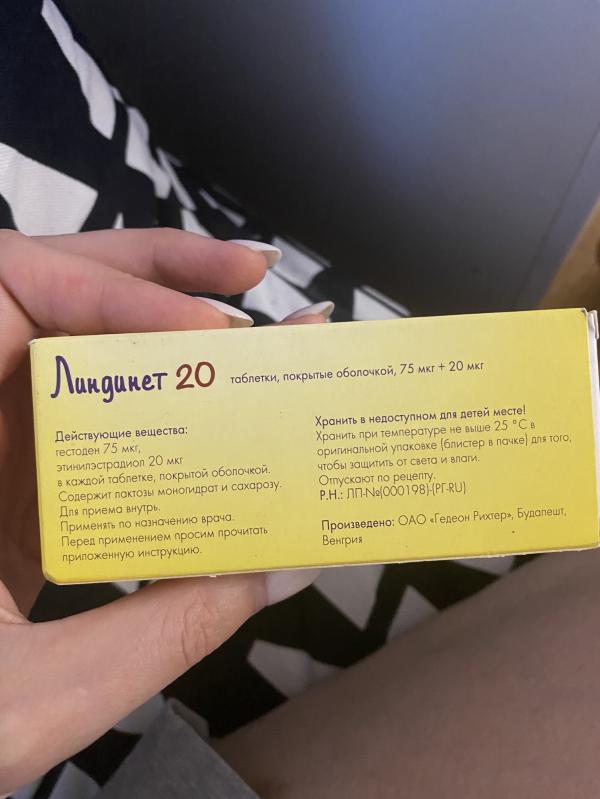 Линдинет 20 таблетки, покрытые оболочкой, 75 мкг + 20 мкг
Действующие вещества:
гестоден 75 мкг,
этинилэстрадиол 20 мкг
в каждой таблетке, покрытой оболочкой.
Содержит лактозы моногидрат и сахарозу.
Для приема внутрь.
Применять по назначению врача.
Перед применением просим прочитать
приложенную инструкцию.
Хранить в недоступном для детей месте!
Хранить при температуре не выше 25 °С в
оригинальной упаковке (блистер в пачке) для того,
чтобы защитить от света и влаги.
Отпускают по рецепту.
Р.Н.: ЛП-№(000198)-(РГ-RU)
Произведено: ОАО «Гедеон Рихтер», Будапешт,
Венгрия